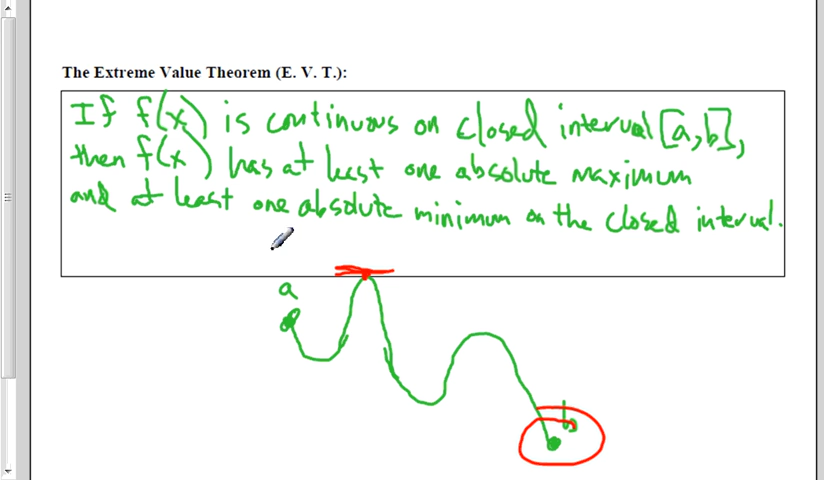 The Extreme Value Theorem (E. V. T.):
If f(x) is continuous on closed interval [a,b],
then f(x) has at least one absolute maximum
and at least one absolute minimum on the closed interval.
a
b